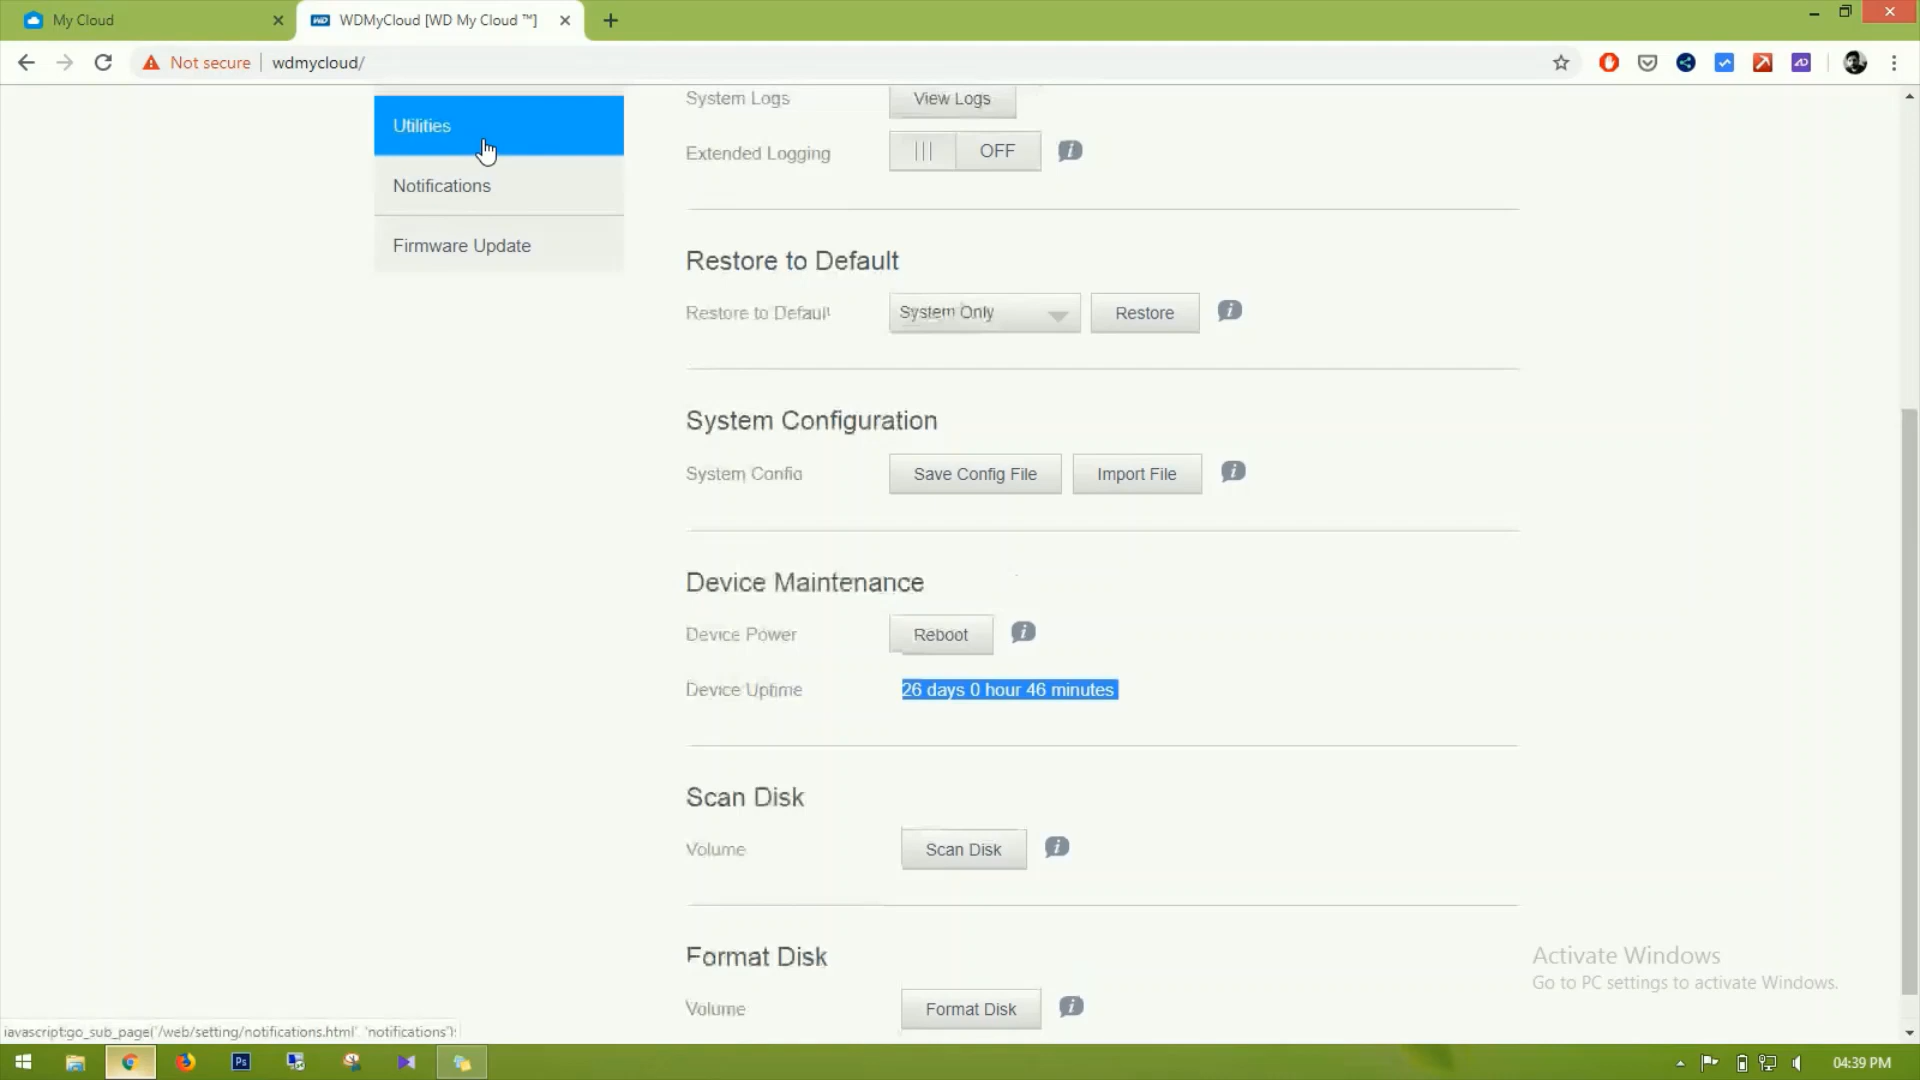 My Cloud
WDMyCloud [WD My Cloud ™]
Not secure
wdmycloud/
Utilities
Notifications
Firmware Update
System Logs
View Logs
Extended Logging
OFF
Restore to Default
Restore to Default
System Only
Restore
System Configuration
System Config
Save Config File
Import File
Device Maintenance
Device Power
Reboot
Device Uptime
26 days 0 hour 46 minutes
Scan Disk
Volume
Scan Disk
Format Disk
Volume
Format Disk
Activate Windows
Go to PC settings to activate Windows.
javascript:go_sub_page('/web/setting/notifications.html', 'notifications');
Ps
04:39 PM